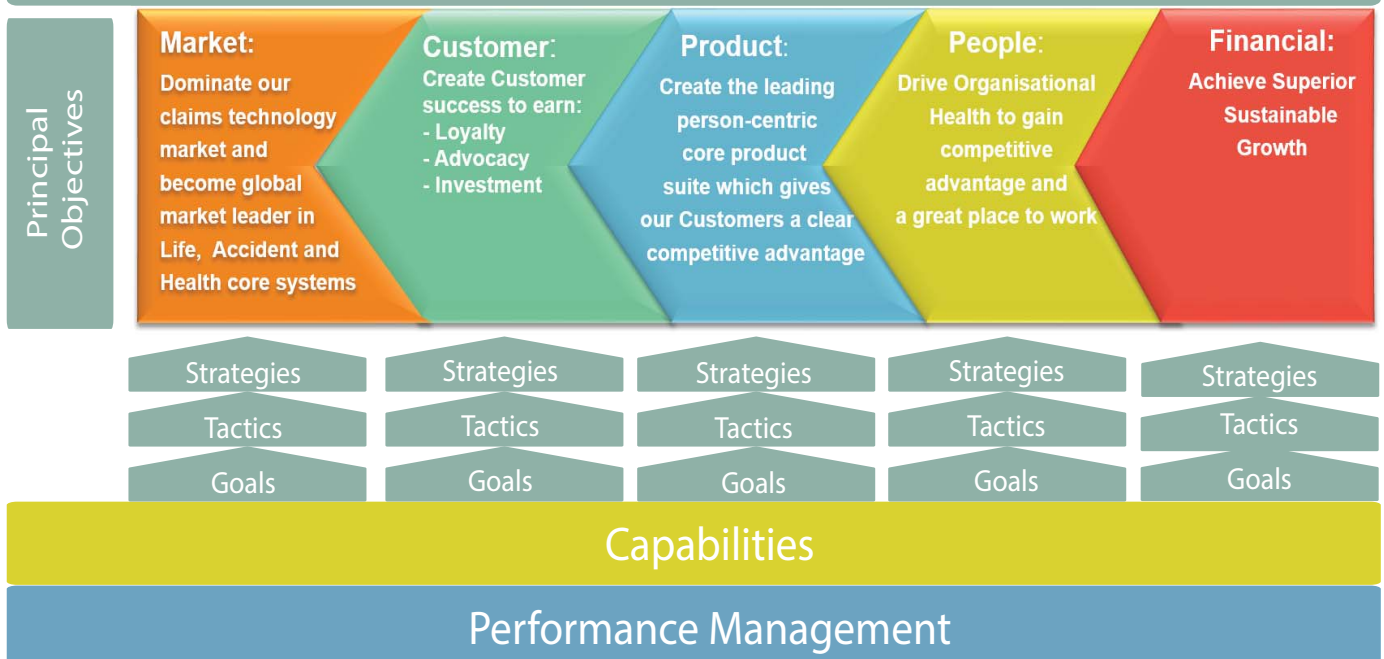 Principal
Objectives
Market:
Dominate our
claims technology
market and
become global
market leader in
Life, Accident and
Health core systems
Customer:
Create Customer
success to earn:
- Loyalty
- Advocacy
- Investment
Product:
Create the leading
person-centric
core product
suite which gives
our Customers a clear
competitive advantage
People:
Drive Organisational
Health to gain
competitive
advantage and
a great place to work
Financial:
Achieve Superior
Sustainable
Growth
Strategies
Strategies
Strategies
Strategies
Strategies
Tactics
Tactics
Tactics
Tactics
Tactics
Goals
Goals
Goals
Goals
Goals
Capabilities
Performance Management